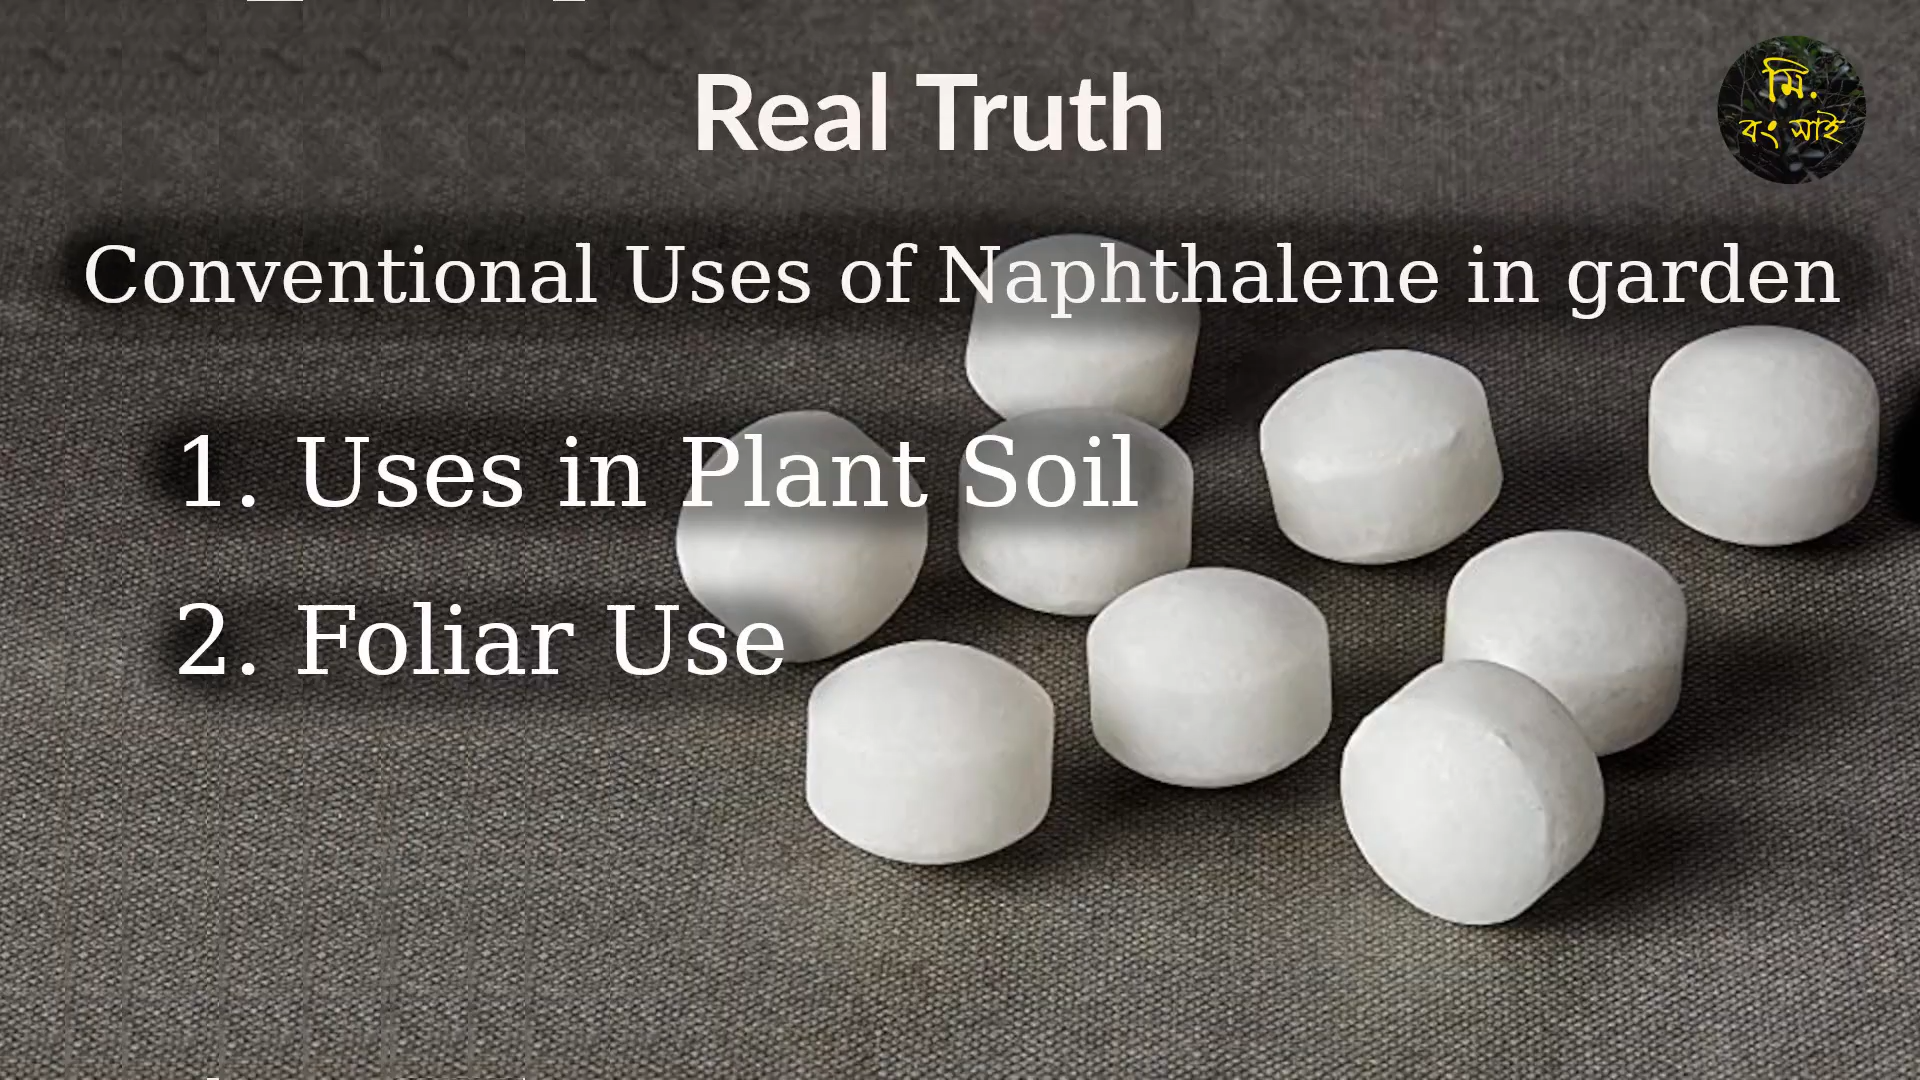 Real Truth
মি.
বং সাই
Conventional Uses of Naphthalene in garden
1. Uses in Plant Soil
2. Foliar Use